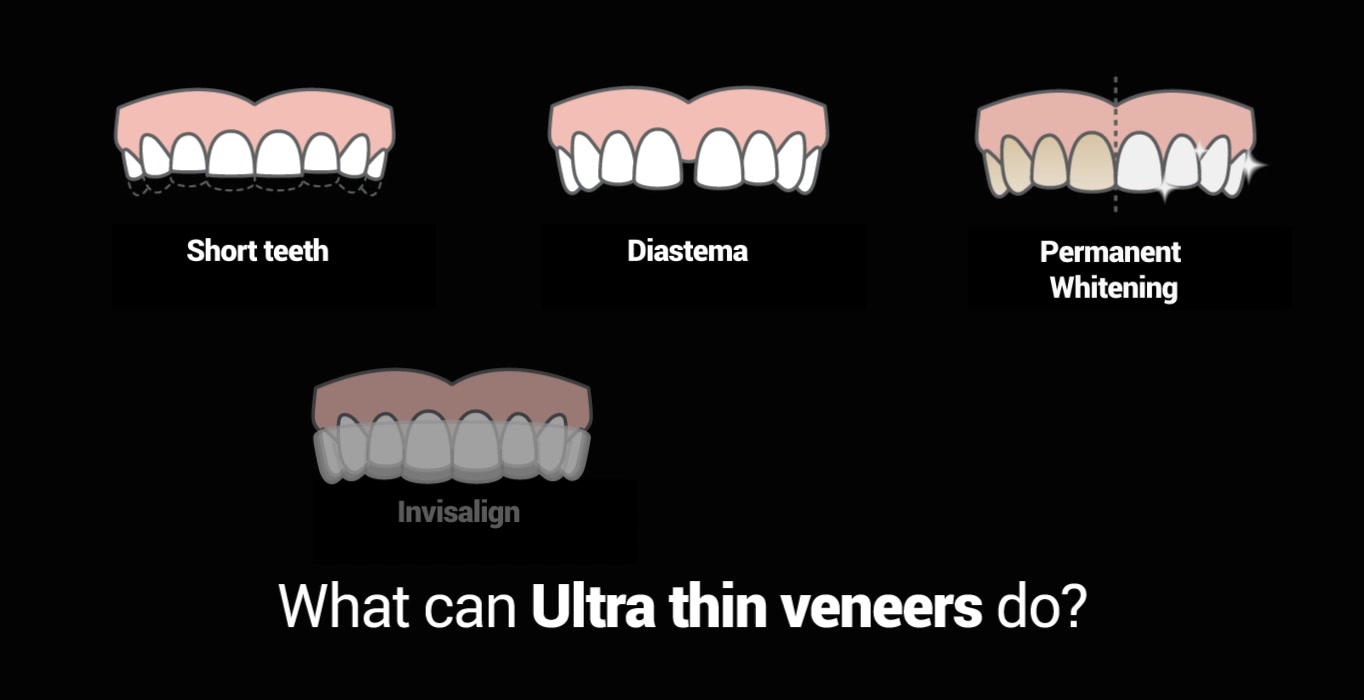 Short teeth
Diastema
Permanent
Whitening
Invisalign
What can Ultra thin veneers do?